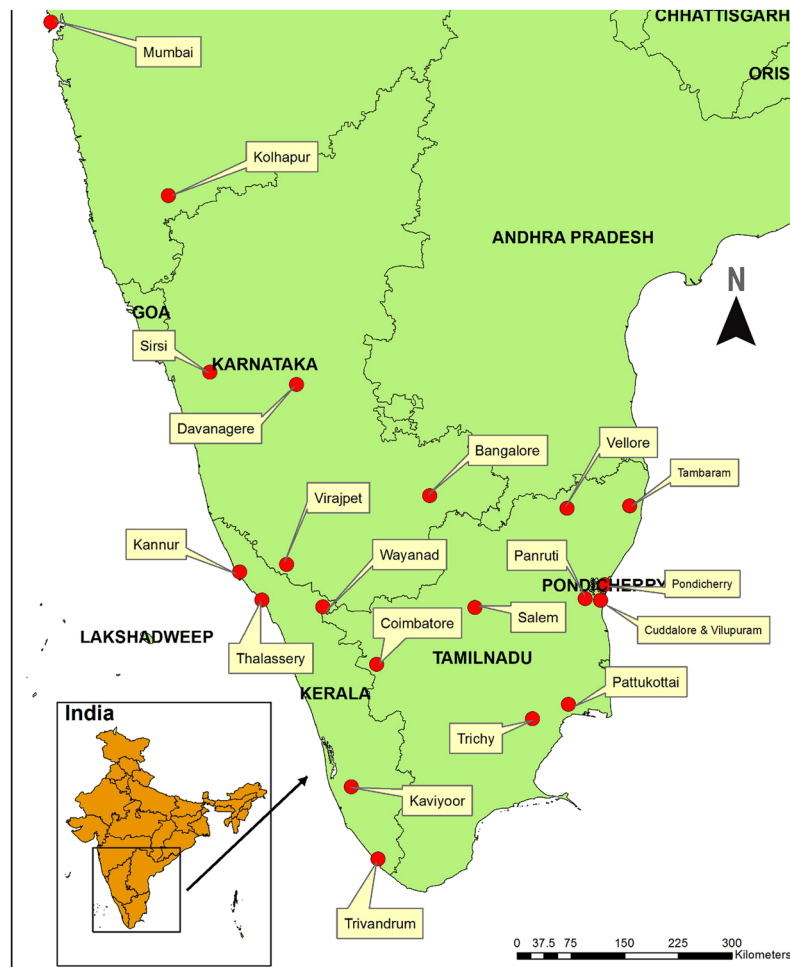 CHHATTISGARH
Mumbai
ORIS
Kolhapur
ANDHRA PRADESH
N
GOA
Sirsi
KARNATAKA
Davanagere
Bangalore
Vellore
Tambaram
Virajpet
Kannur
Wayanad
Panruti
PONDICHERRY
Pondicherry
Coimbatore
Salem
Cuddalore & Vilupuram
LAKSHADWEEP
Thalassery
TAMILNADU
Pattukottai
KERALA
India
Trichy
Kaviyoor
Trivandrum
0 37.5 75 150 225 300
Kilometers